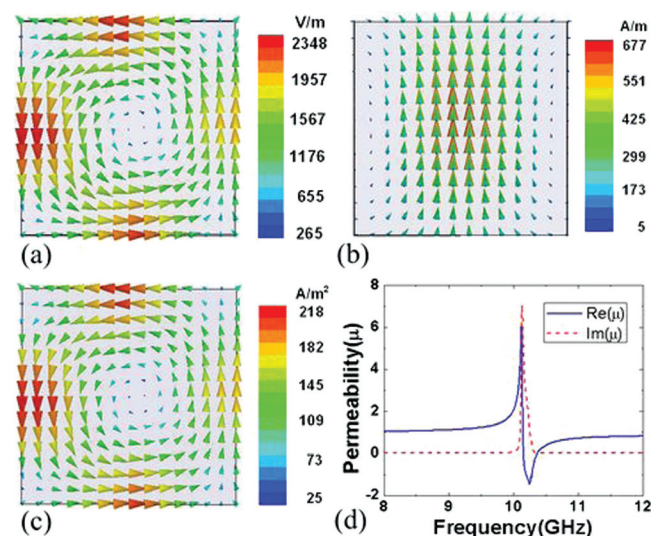 V/m
2348
1957
1567
1176
655
265
(a)
A/m
677
551
425
299
173
5
(b)
A/m²
218
182
145
109
73
25
(c)
Permeability(μ)
8
6
4
2
0
-2
Re(μ)
Im(μ)
8 9 10 11 12
Frequency(GHz)
(d)